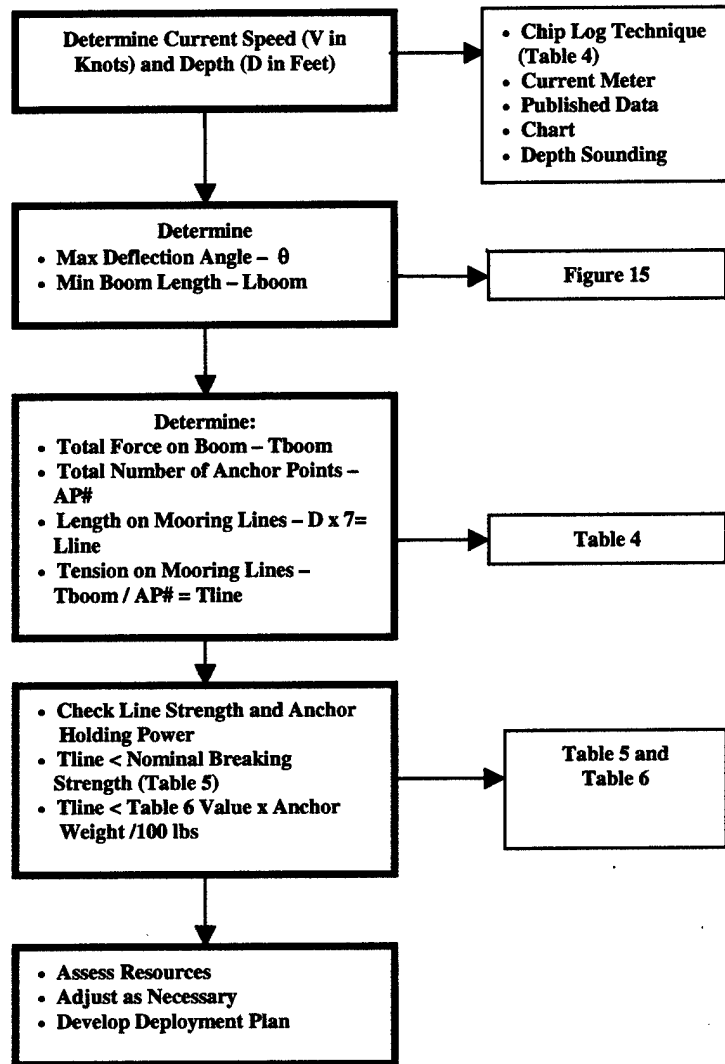 Determine Current Speed (V in
Knots) and Depth (D in Feet)
• Chip Log Technique
(Table 4)
• Current Meter
• Published Data
• Chart
• Depth Sounding
Determine
• Max Deflection Angle – θ
• Min Boom Length – Lboom
Figure 15
Determine:
• Total Force on Boom – Tboom
• Total Number of Anchor Points –
AP#
• Length on Mooring Lines – D x 7=
Lline
• Tension on Mooring Lines –
Tboom / AP# = Tline
Table 4
• Check Line Strength and Anchor
Holding Power
• Tline < Nominal Breaking
Strength (Table 5)
• Tline < Table 6 Value x Anchor
Weight /100 lbs
Table 5 and
Table 6
• Assess Resources
• Adjust as Necessary
• Develop Deployment Plan